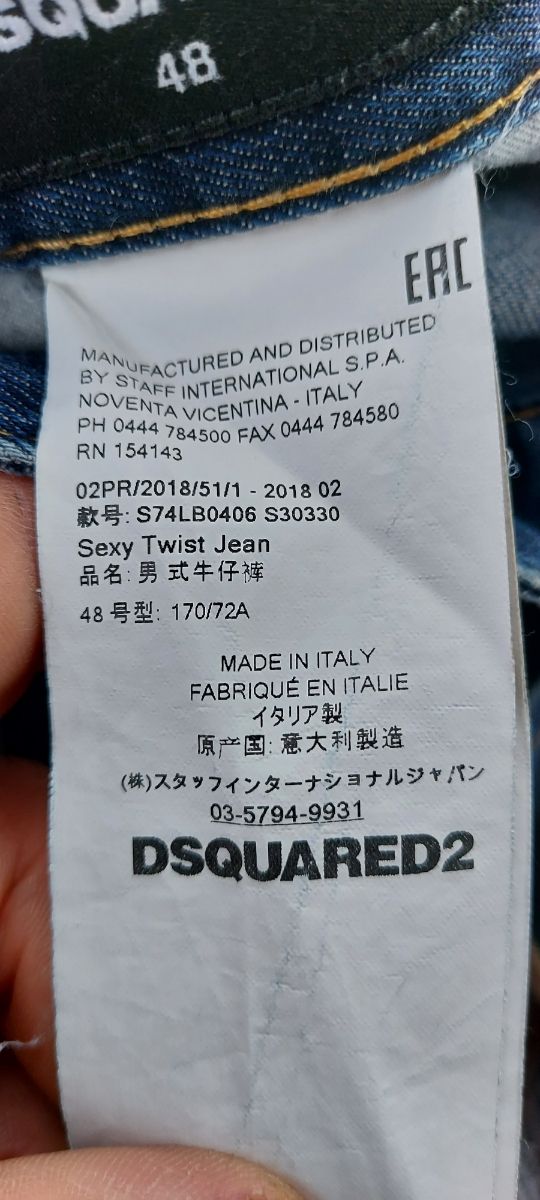 48
EAC
MANUFACTURED AND DISTRIBUTED
BY STAFF INTERNATIONAL S.P.A.
NOVENTA VICENTINA - ITALY
PH 0444 784500 FAX 0444 784580
RN 154143
02PR/2018/51/1 - 2018 02
款号: S74LB0406 S30330
Sexy Twist Jean
品名: 男 式牛仔裤
48 号型: 170/72A
MADE IN ITALY
FABRIQUÉ EN ITALIE
イタリア製
原产国: 意大利製造
(株)スタッフインターナショナルジャパン
03-5794-9931
DSQUARED2